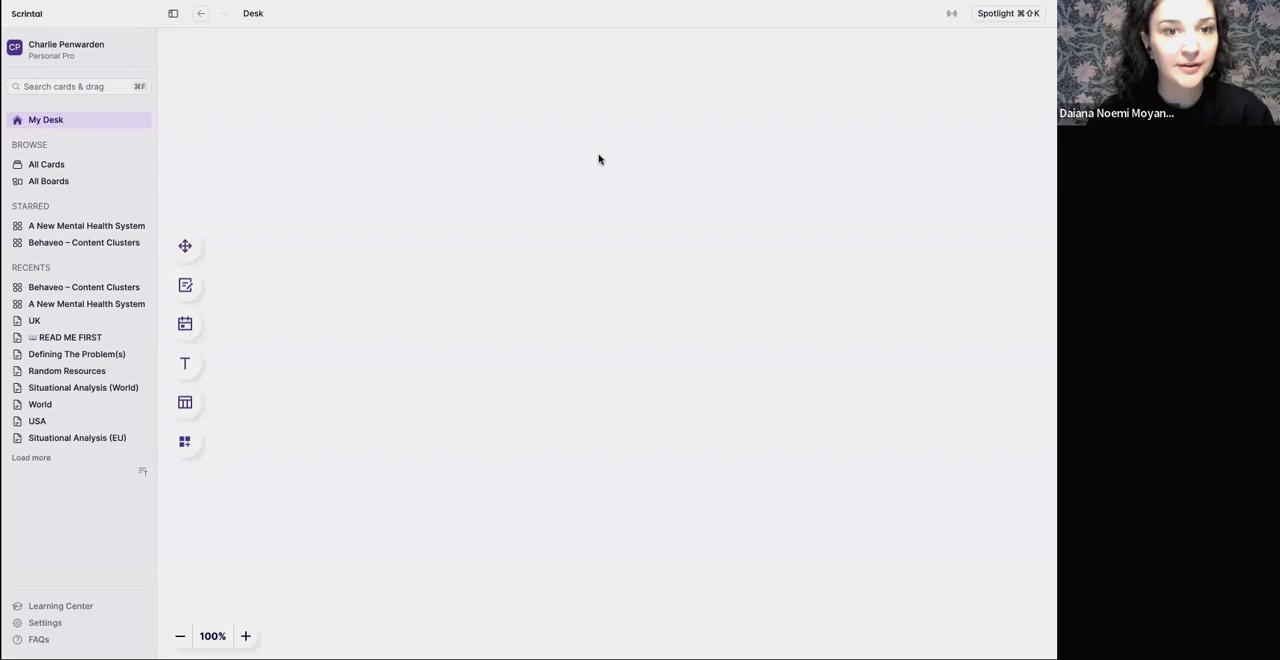 Scrintal
Desk
Spotlight ⌘⇧K
CP
Charlie Penwarden
Personal Pro
Search cards & drag ⌘F
My Desk
BROWSE
All Cards
All Boards
STARRED
A New Mental Health System
Behaveo – Content Clusters
RECENTS
Behaveo – Content Clusters
A New Mental Health System
UK
📖 READ ME FIRST
Defining The Problem(s)
Random Resources
Situational Analysis (World)
World
USA
Situational Analysis (EU)
Load more
Learning Center
Settings
FAQs
− 100% +
Daiana Noemi Moyan...